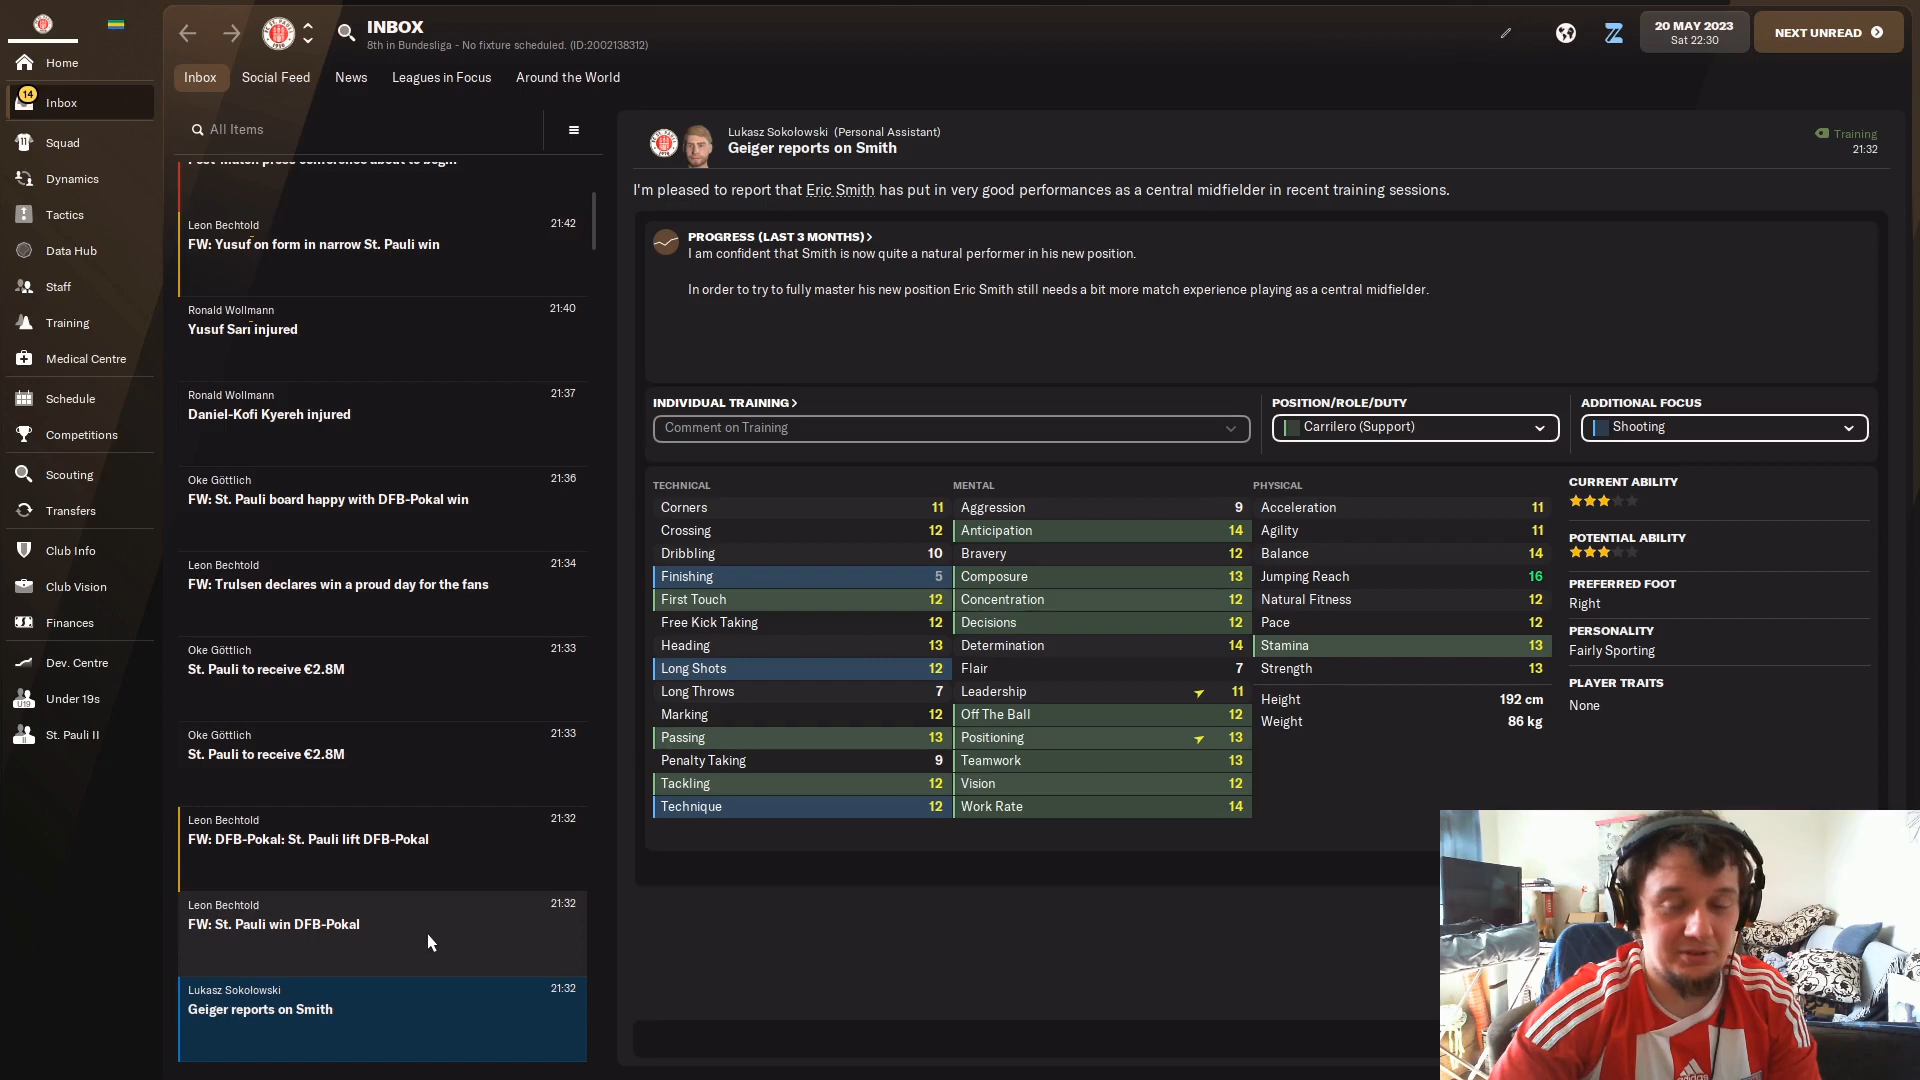 INBOX
8th in Bundesliga - No fixture scheduled. (ID:2002138312)
20 MAY 2023
Sat 22:30
NEXT UNREAD
Home
14
Inbox
Squad
Dynamics
Tactics
Data Hub
Staff
Training
Medical Centre
Schedule
Competitions
Scouting
Transfers
Club Info
Club Vision
Finances
Dev. Centre
Under 19s
St. Pauli II
Inbox Social Feed News Leagues in Focus Around the World
All Items
Post-Match press conference about to begin
Leon Bechtold 21:42
FW: Yusuf on form in narrow St. Pauli win
Ronald Wollmann 21:40
Yusuf Sarı injured
Ronald Wollmann 21:37
Daniel-Kofi Kyereh injured
Oke Göttlich 21:36
FW: St. Pauli board happy with DFB-Pokal win
Leon Bechtold 21:34
FW: Trulsen declares win a proud day for the fans
Oke Göttlich 21:33
St. Pauli to receive €2.8M
Oke Göttlich 21:33
St. Pauli to receive €2.8M
Leon Bechtold 21:32
FW: DFB-Pokal: St. Pauli lift DFB-Pokal
Leon Bechtold 21:32
FW: St. Pauli win DFB-Pokal
Lukasz Sokołowski 21:32
Geiger reports on Smith
Lukasz Sokołowski (Personal Assistant)
Geiger reports on Smith
Training
21:32
I'm pleased to report that Eric Smith has put in very good performances as a central midfielder in recent training sessions.
PROGRESS (LAST 3 MONTHS)
I am confident that Smith is now quite a natural performer in his new position.
In order to try to fully master his new position Eric Smith still needs a bit more match experience playing as a central midfielder.
INDIVIDUAL TRAINING
Comment on Training
POSITION/ROLE/DUTY
Carrilero (Support)
ADDITIONAL FOCUS
Shooting
TECHNICAL
Corners 11
Crossing 12
Dribbling 10
Finishing 5
First Touch 12
Free Kick Taking 12
Heading 13
Long Shots 12
Long Throws 7
Marking 12
Passing 13
Penalty Taking 9
Tackling 12
Technique 12
MENTAL
Aggression 9
Anticipation 14
Bravery 12
Composure 13
Concentration 12
Decisions 12
Determination 14
Flair 7
Leadership 11
Off The Ball 12
Positioning 13
Teamwork 13
Vision 12
Work Rate 14
PHYSICAL
Acceleration 11
Agility 11
Balance 14
Jumping Reach 16
Natural Fitness 12
Pace 12
Stamina 13
Strength 13
Height 192 cm
Weight 86 kg
CURRENT ABILITY
POTENTIAL ABILITY
PREFERRED FOOT
Right
PERSONALITY
Fairly Sporting
PLAYER TRAITS
None
adidas